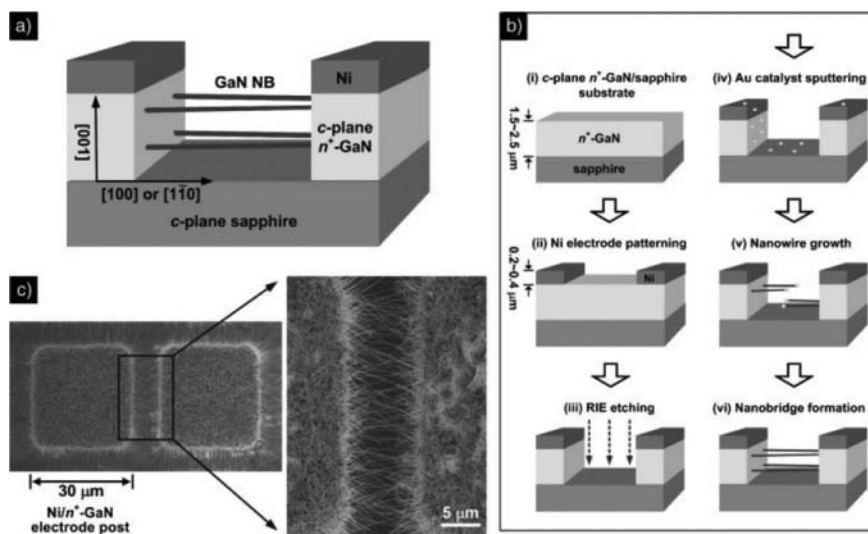 a)
GaN NB
Ni
[001]
c-plane
n⁺-GaN
[100] or [11̄0]
c-plane sapphire
b)
(i) c-plane n⁺-GaN/sapphire
substrate
1.5~2.5 μm
n⁺-GaN
sapphire
(ii) Ni electrode patterning
0.2~0.4 μm
Ni
(iii) RIE etching
(iv) Au catalyst sputtering
(v) Nanowire growth
(vi) Nanobridge formation
c)
30 μm
Ni/n⁺-GaN
electrode post
5 μm